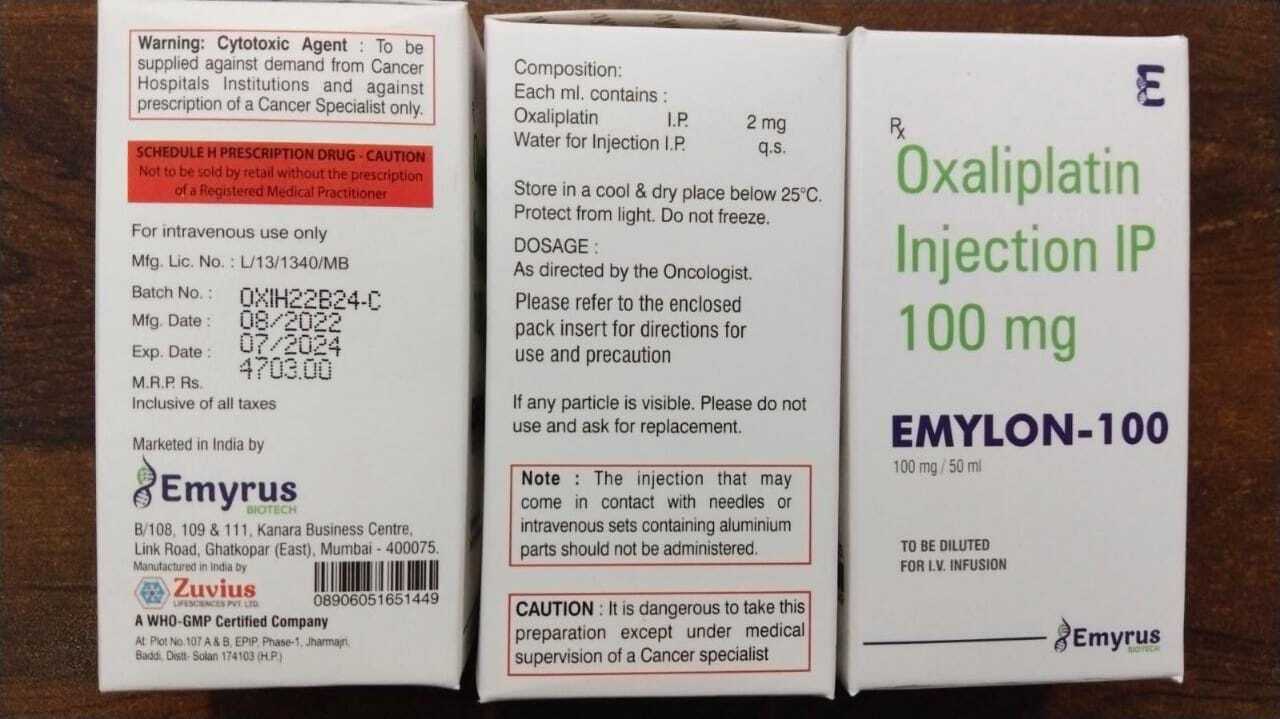 Warning: Cytotoxic Agent : To be
supplied against demand from Cancer
Hospitals Institutions and against
prescription of a Cancer Specialist only.
SCHEDULE H PRESCRIPTION DRUG - CAUTION
Not to be sold by retail without the prescription
of a Registered Medical Practitioner
For intravenous use only
Mfg. Lic. No. : L/13/1340/MB
Batch No. : OXIH22B24-C
Mfg. Date : 08/2022
Exp. Date : 07/2024
M.R.P. Rs. 4703.00
Inclusive of all taxes
Marketed in India by
Emyrus
BIOTECH
B/108, 109 & 111, Kanara Business Centre,
Link Road, Ghatkopar (East), Mumbai - 400075.
Manufactured in India by
Zuvius
LIFESCIENCES PVT. LTD.
08906051651449
A WHO-GMP Certified Company
At: Plot No.107 A & B, EPIP, Phase-1, Jharmajri,
Baddi, Distt- Solan 174103 (H.P.)
Composition:
Each ml. contains :
Oxaliplatin I.P. 2 mg
Water for Injection I.P. q.s.
Store in a cool & dry place below 25°C.
Protect from light. Do not freeze.
DOSAGE :
As directed by the Oncologist.
Please refer to the enclosed
pack insert for directions for
use and precaution
If any particle is visible. Please do not
use and ask for replacement.
Note : The injection that may
come in contact with needles or
intravenous sets containing aluminium
parts should not be administered.
CAUTION : It is dangerous to take this
preparation except under medical
supervision of a Cancer specialist
E
Rx
Oxaliplatin
Injection IP
100 mg
EMYLON-100
100 mg / 50 ml
TO BE DILUTED
FOR I.V. INFUSION
Emyrus
BIOTECH